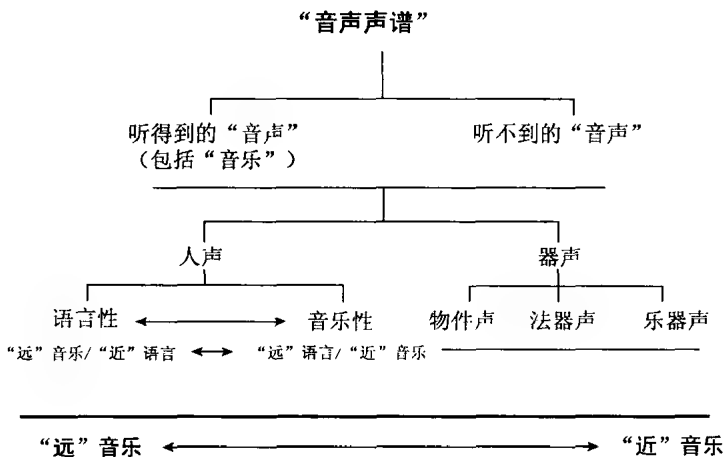 “音声声谱”
听得到的“音声” 听不到的“音声”
（包括“音乐”）
人声 器声
语言性 音乐性 物件声 法器声 乐器声
“远”音乐/“近”语言 “远”语言/“近”音乐
“远”音乐 “近”音乐